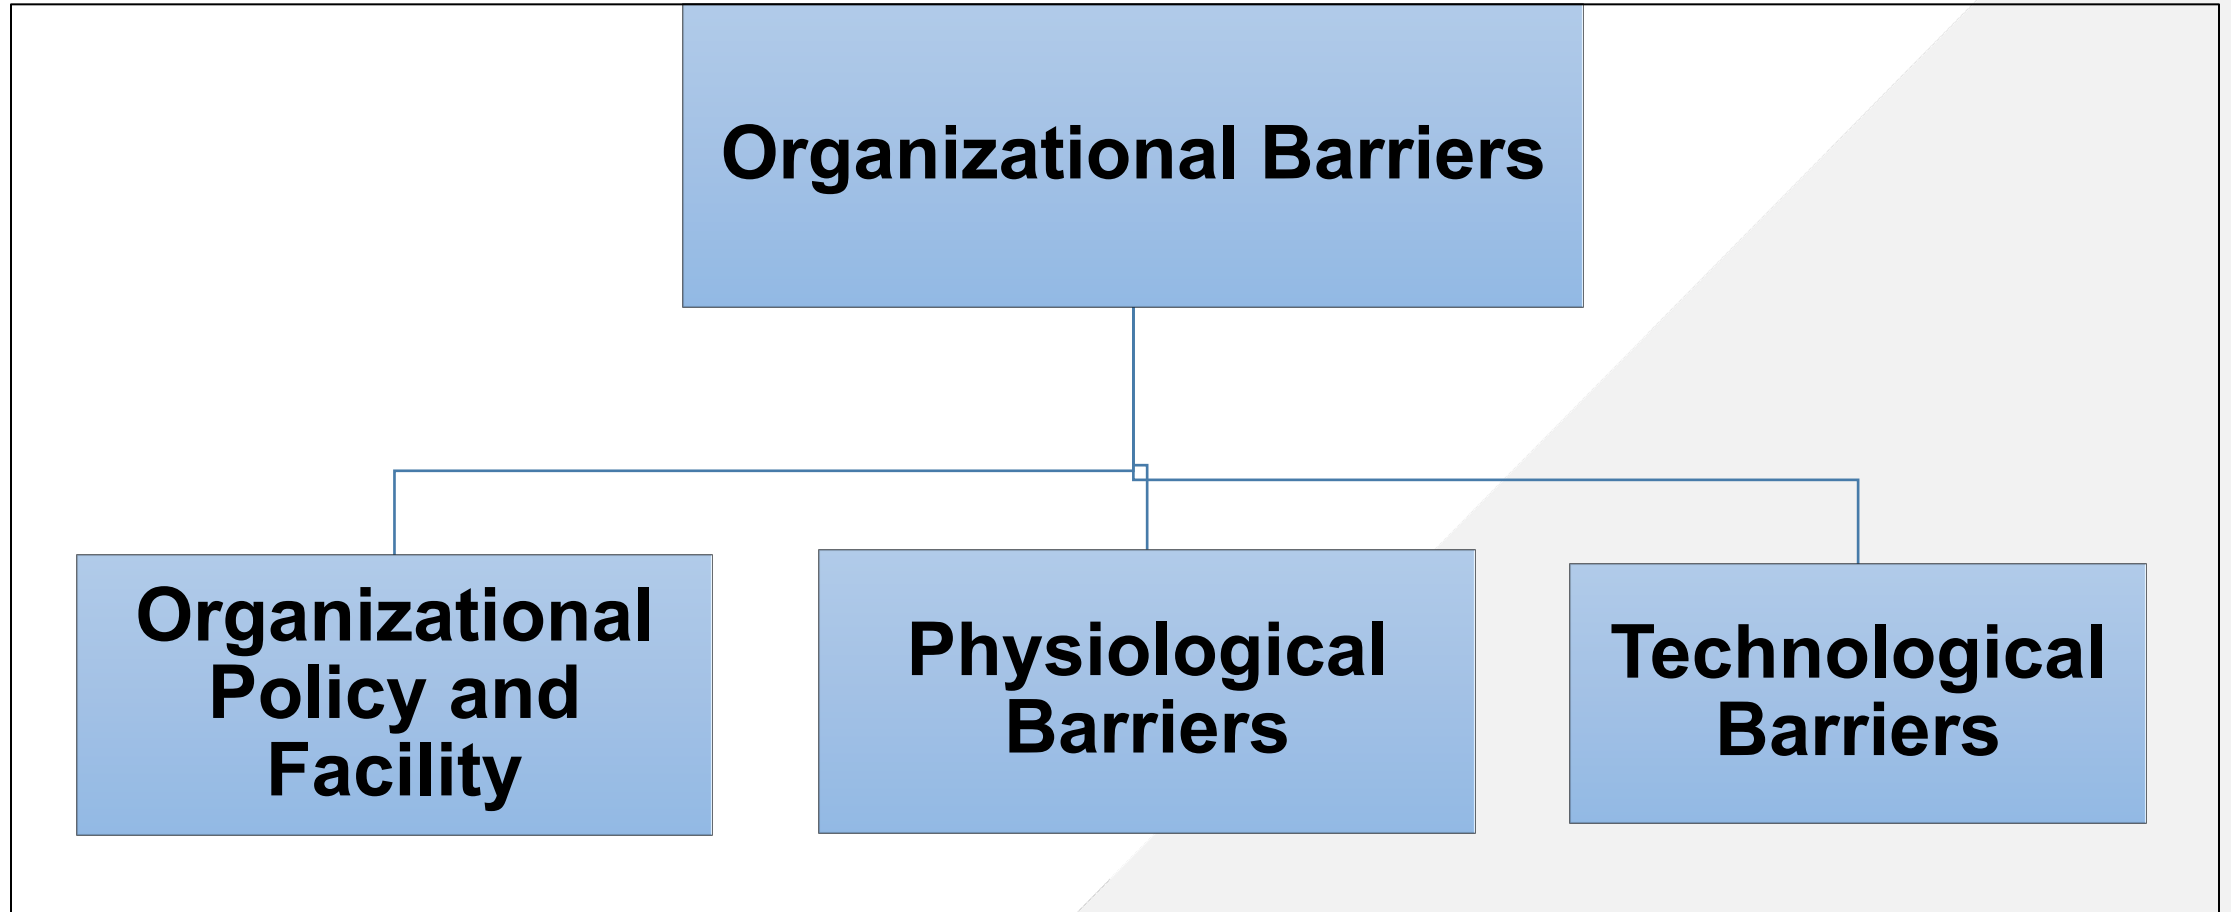 Organizational Barriers
Organizational
Policy and
Facility
Physiological
Barriers
Technological
Barriers